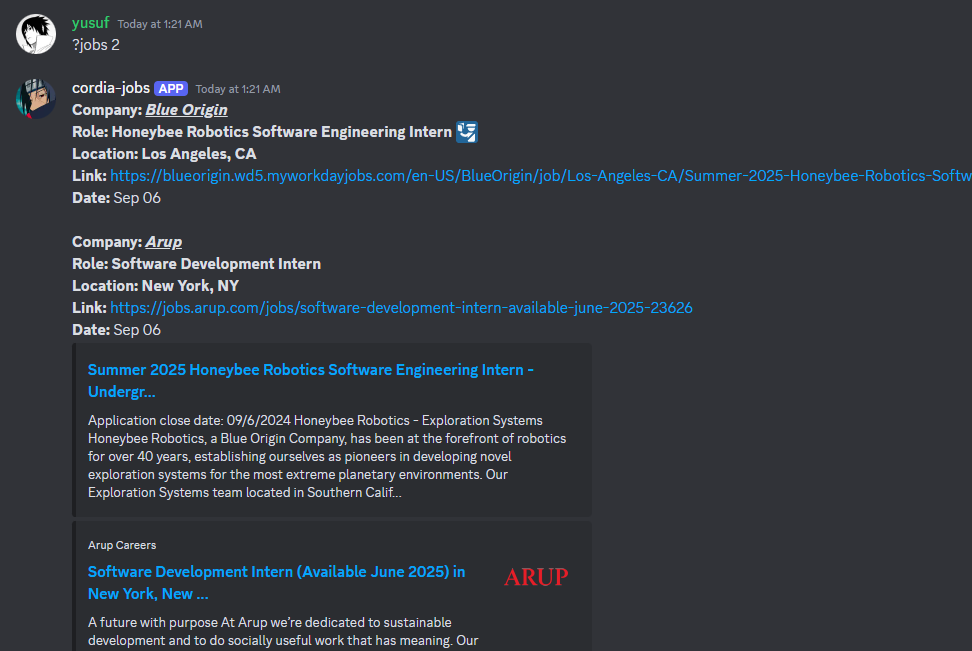 yusuf Today at 1:21 AM
?jobs 2
cordia-jobs APP Today at 1:21 AM
Company: Blue Origin
Role: Honeybee Robotics Software Engineering Intern 🛂
Location: Los Angeles, CA
Link: https://blueorigin.wd5.myworkdayjobs.com/en-US/BlueOrigin/job/Los-Angeles-CA/Summer-2025-Honeybee-Robotics-Softw
Date: Sep 06
Company: Arup
Role: Software Development Intern
Location: New York, NY
Link: https://jobs.arup.com/jobs/software-development-intern-available-june-2025-23626
Date: Sep 06
Summer 2025 Honeybee Robotics Software Engineering Intern -
Undergr...
Application close date: 09/6/2024 Honeybee Robotics - Exploration Systems
Honeybee Robotics, a Blue Origin Company, has been at the forefront of robotics
for over 40 years, establishing ourselves as pioneers in developing novel
exploration systems for the most extreme planetary environments. Our
Exploration Systems team located in Southern Calif...
Arup Careers
Software Development Intern (Available June 2025) in
New York, New ...
ARUP
A future with purpose At Arup we're dedicated to sustainable
development and to do socially useful work that has meaning. Our